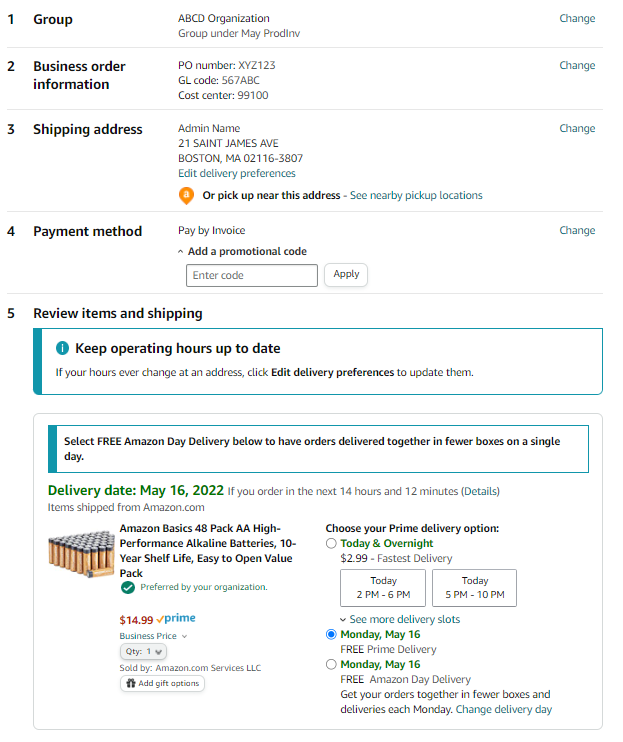 1 Group ABCD Organization Change
Group under May ProdInv
2 Business order information PO number: XYZ123 Change
GL code: 567ABC
Cost center: 99100
3 Shipping address Admin Name Change
21 SAINT JAMES AVE
BOSTON, MA 02116-3807
Edit delivery preferences
Or pick up near this address - See nearby pickup locations
4 Payment method Pay by Invoice Change
Add a promotional code
Enter code Apply
5 Review items and shipping
Keep operating hours up to date
If your hours ever change at an address, click Edit delivery preferences to update them.
Select FREE Amazon Day Delivery below to have orders delivered together in fewer boxes on a single
day.
Delivery date: May 16, 2022 If you order in the next 14 hours and 12 minutes (Details)
Items shipped from Amazon.com
Amazon Basics 48 Pack AA High-
Performance Alkaline Batteries, 10-
Year Shelf Life, Easy to Open Value
Pack
Preferred by your organization.
$14.99 prime
Business Price
Qty: 1
Sold by: Amazon.com Services LLC
Add gift options
Choose your Prime delivery option:
Today & Overnight
$2.99 - Fastest Delivery
Today Today
2 PM - 6 PM 5 PM - 10 PM
See more delivery slots
Monday, May 16
FREE Prime Delivery
Monday, May 16
FREE Amazon Day Delivery
Get your orders together in fewer boxes and
deliveries each Monday. Change delivery day